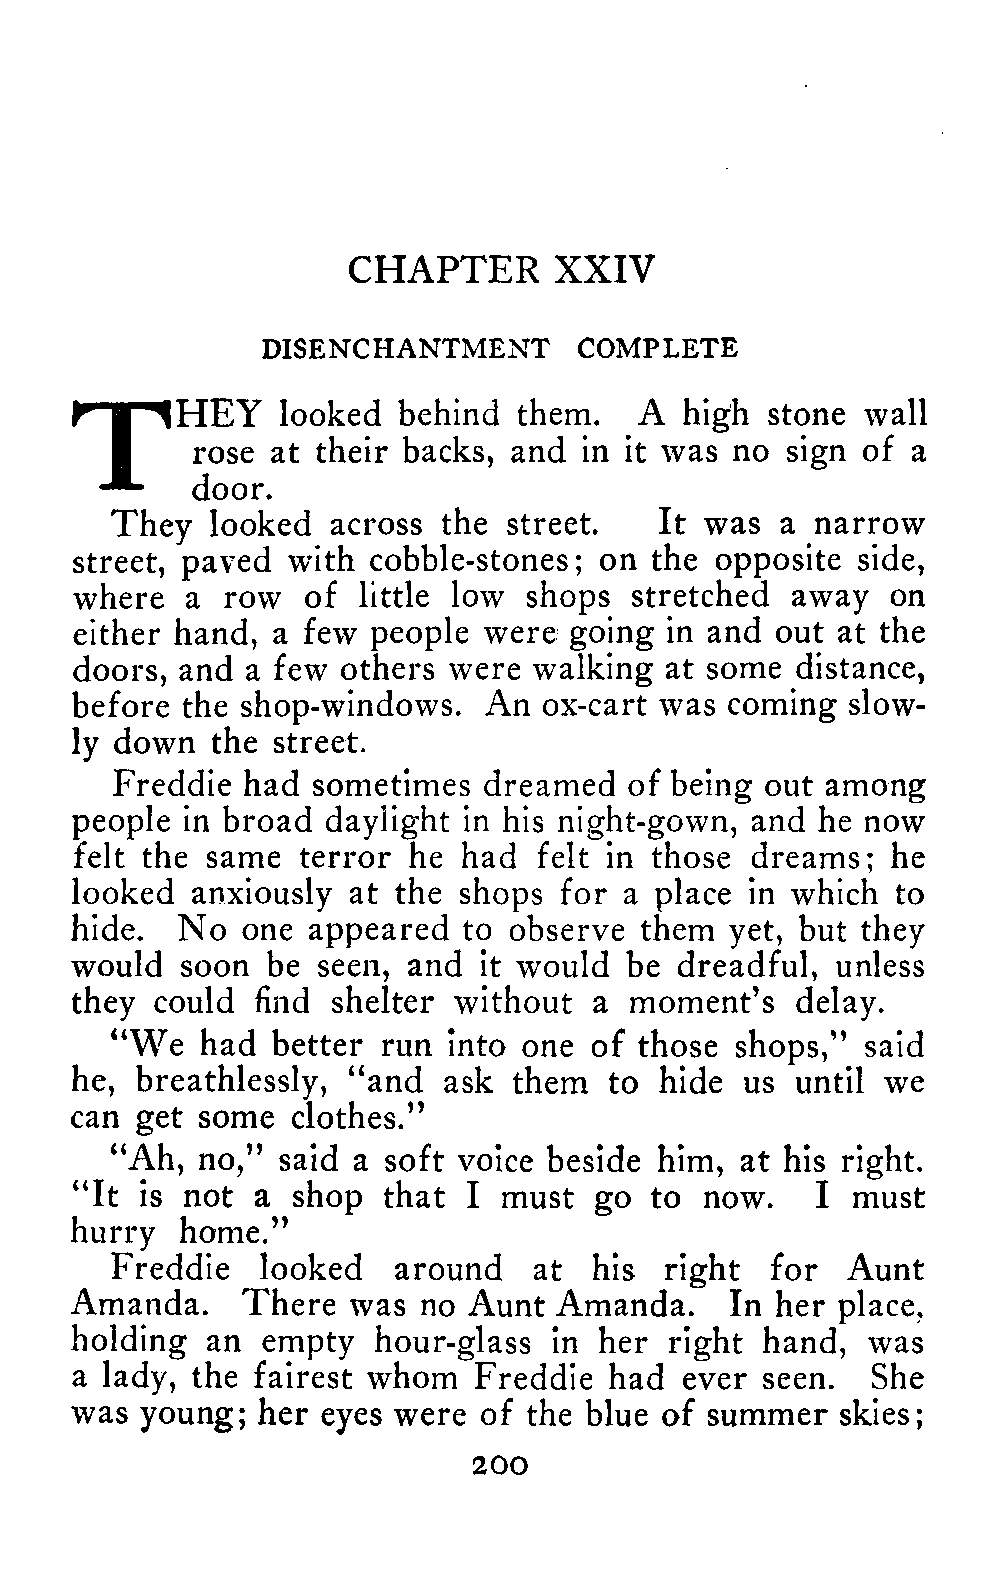 CHAPTER XXIV
DISENCHANTMENT COMPLETE
THEY looked behind them. A high stone wall
rose at their backs, and in it was no sign of a
door.
They looked across the street. It was a narrow
street, paved with cobble-stones; on the opposite side,
where a row of little low shops stretched away on
either hand, a few people were going in and out at the
doors, and a few others were walking at some distance,
before the shop-windows. An ox-cart was coming slow-
ly down the street.
Freddie had sometimes dreamed of being out among
people in broad daylight in his night-gown, and he now
felt the same terror he had felt in those dreams; he
looked anxiously at the shops for a place in which to
hide. No one appeared to observe them yet, but they
would soon be seen, and it would be dreadful, unless
they could find shelter without a moment's delay.
"We had better run into one of those shops," said
he, breathlessly, "and ask them to hide us until we
can get some clothes."
"Ah, no," said a soft voice beside him, at his right.
"It is not a shop that I must go to now. I must
hurry home."
Freddie looked around at his right for Aunt
Amanda. There was no Aunt Amanda. In her place,
holding an empty hour-glass in her right hand, was
a lady, the fairest whom Freddie had ever seen. She
was young; her eyes were of the blue of summer skies;
200